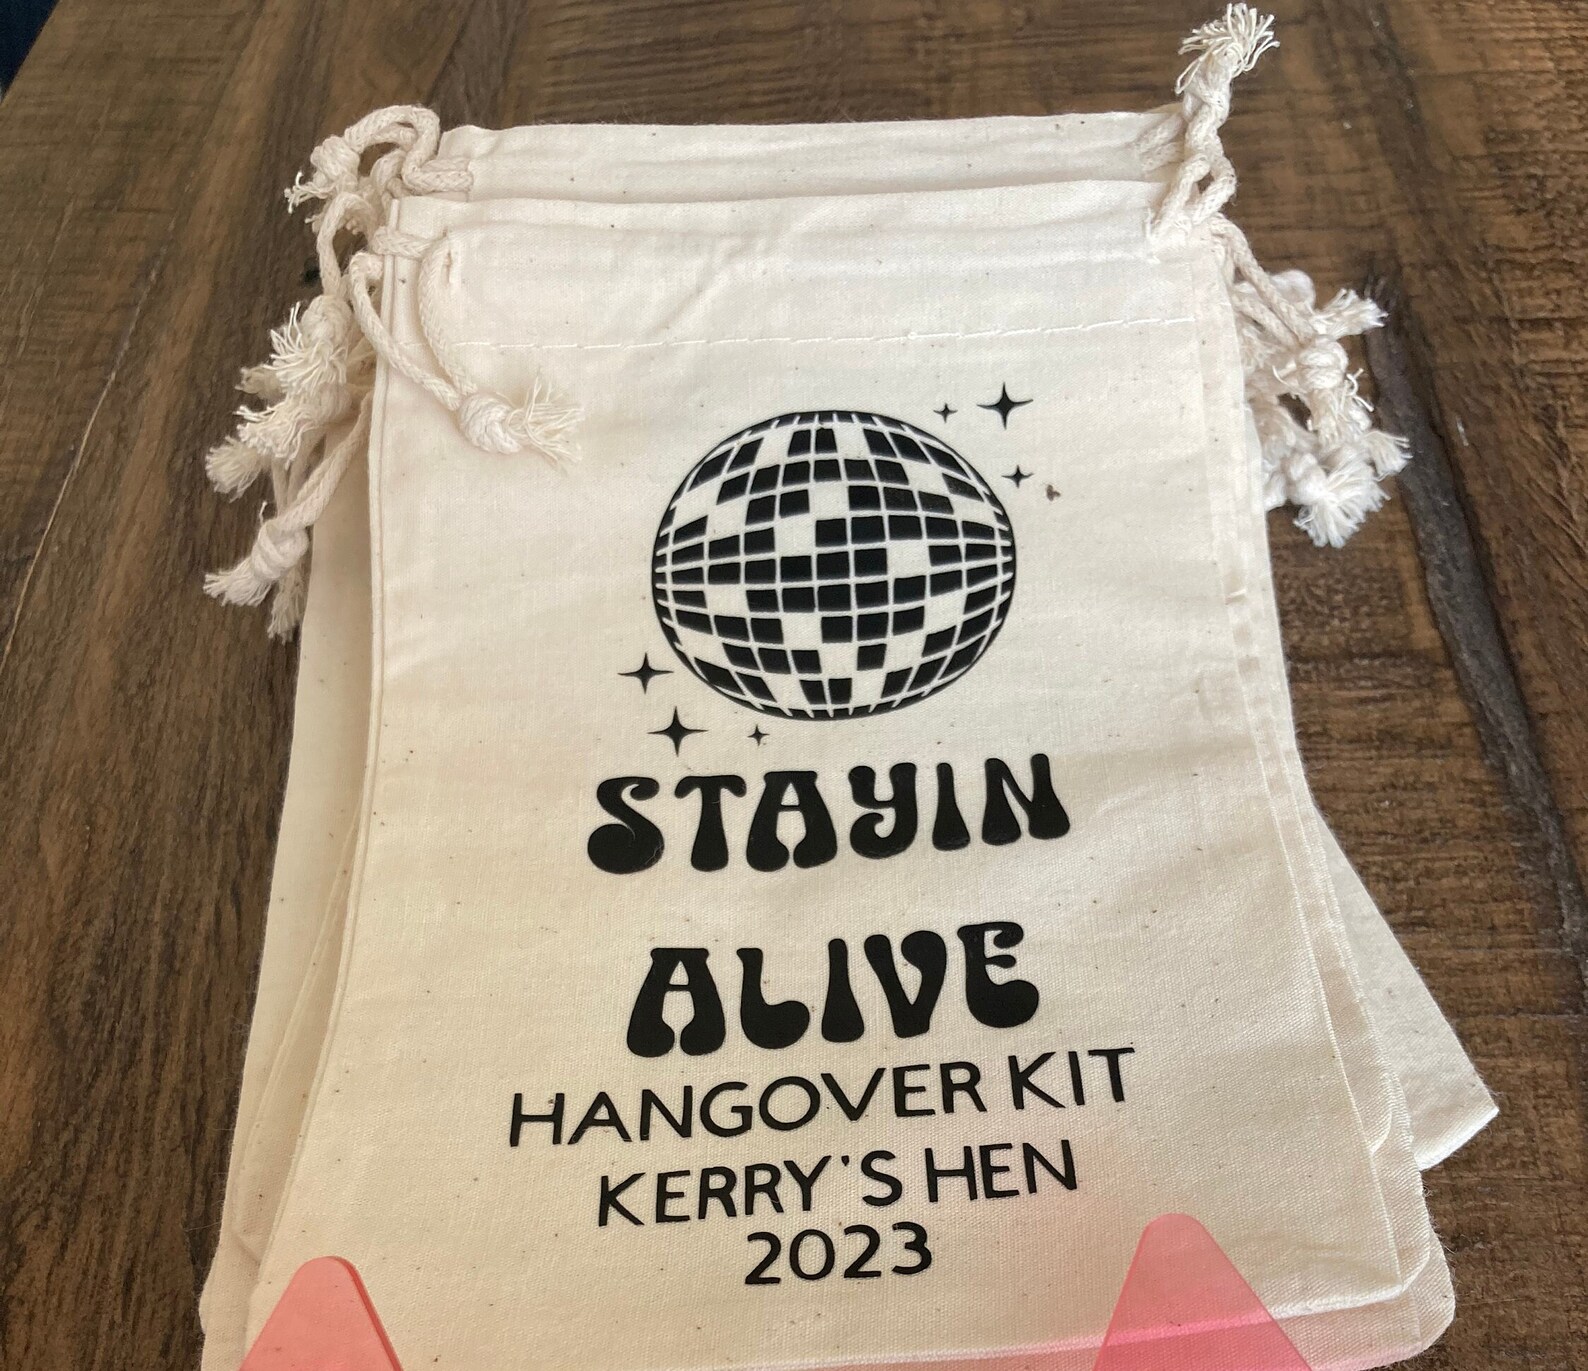 STAYIN
ALIVE
HANGOVER KIT
KERRY'S HEN
2023